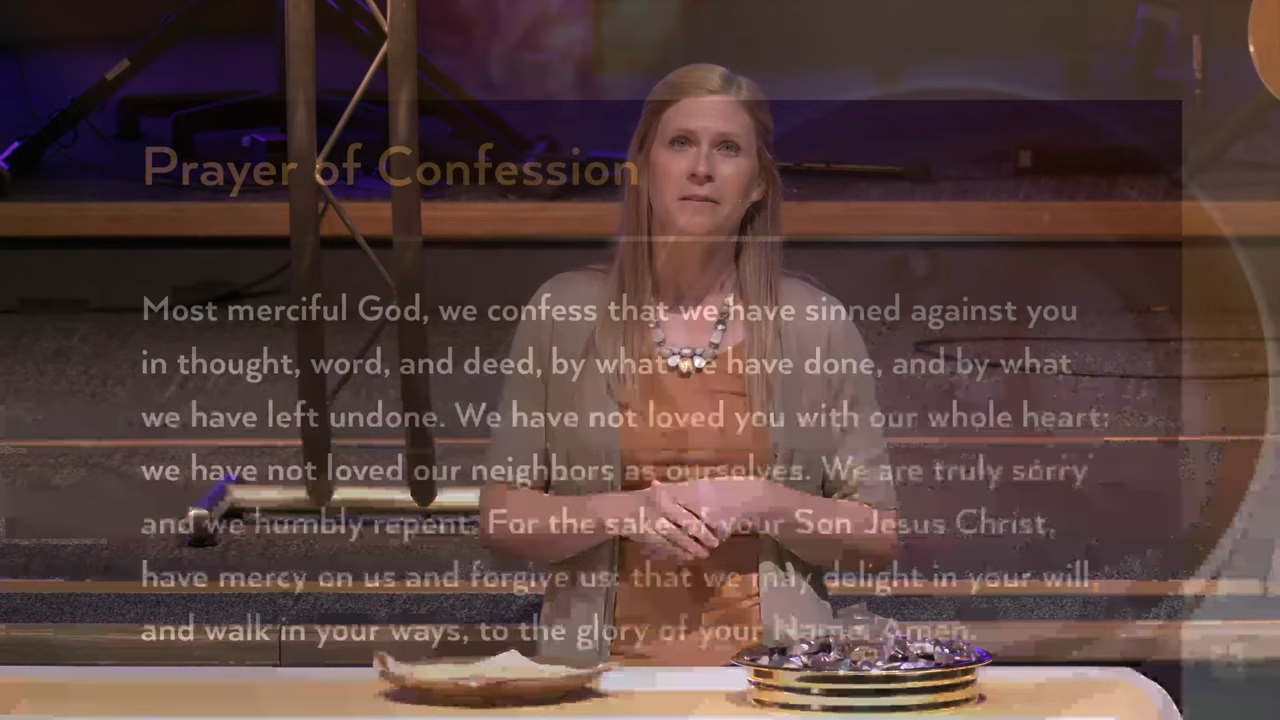 Prayer of Confession
Most merciful God, we confess that we have sinned against you
in thought, word, and deed, by what we have done, and by what
we have left undone. We have not loved you with our whole heart;
we have not loved our neighbors as ourselves. We are truly sorry
and we humbly repent. For the sake of your Son Jesus Christ,
have mercy on us and forgive us; that we may delight in your will,
and walk in your ways, to the glory of your Name. Amen.